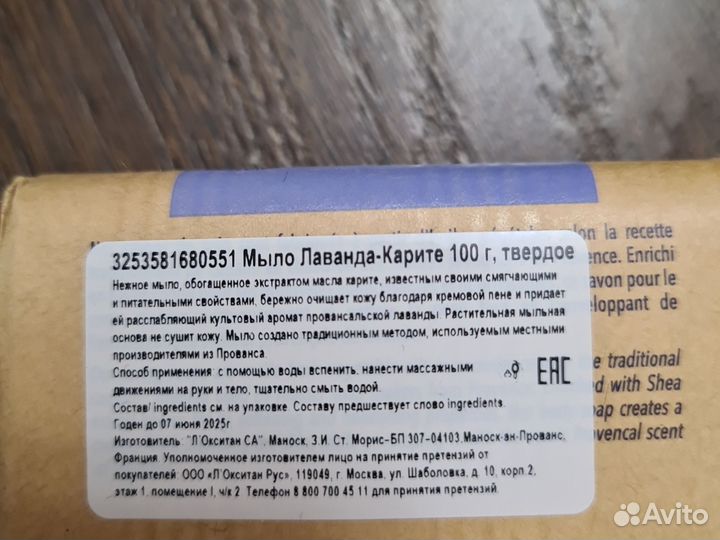 la recette
3253581680551 Мыло Лаванда-Карите 100 г, твердое
ence. Enrichi
Нежное мыло, обогащенное экстрактом масла карите, известным своими смягчающими
avon pour le
и питательными свойствами, бережно очищает кожу благодаря кремовой пене и придает
eloppant de
ей расслабляющий культовый аромат провансальской лаванды. Растительная мыльная
основа не сушит кожу. Мыло создано традиционным методом, используемым местными
производителями из Прованса.
e traditional
Способ применения: с помощью воды вспенить, нанести массажными
движениями на руки и тело, тщательно смыть водой.
EAC
d with Shea
Состав/ ingredients см. на упаковке. Составу предшествует слово ingredients.
ap creates a
Годен до 07 июня 2025г
vencal scent
Изготовитель: "Л`Окситан СА", Маноск, З.И. Ст. Морис-БП 307-04103,Маноск-ан-Прованс,
Франция. Уполномоченное изготовителем лицо на принятие претензий от
покупателей: ООО «Л`Окситан Рус», 119049, г. Москва, ул. Шаболовка, д. 10, корп.2,
этаж 1. помещение I, ч/к 2 Телефон 8 800 700 45 11 для принятия претензий.
Avito